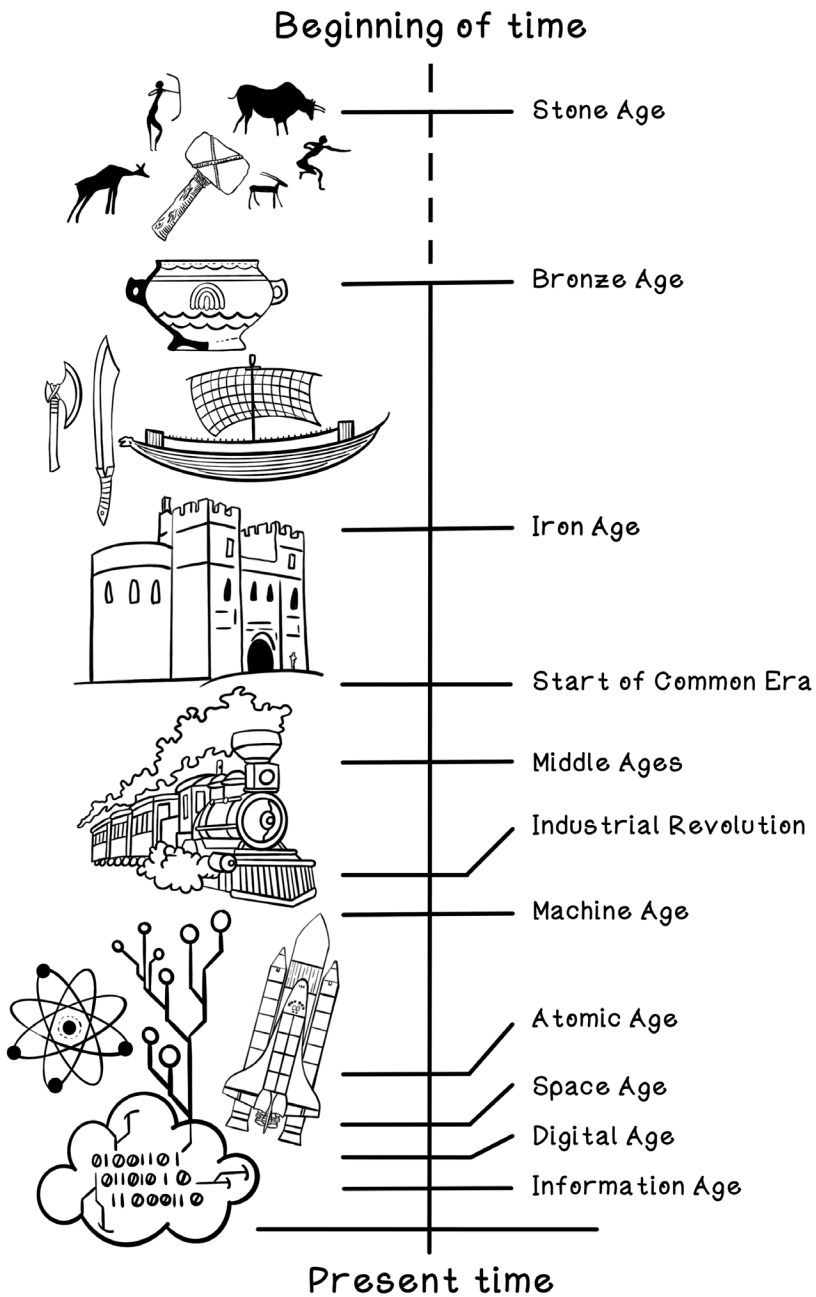 Beginning of time
Stone Age
Bronze Age
Iron Age
Start of Common Era
Middle Ages
Industrial Revolution
Machine Age
Atomic Age
Space Age
Digital Age
Information Age
Present time